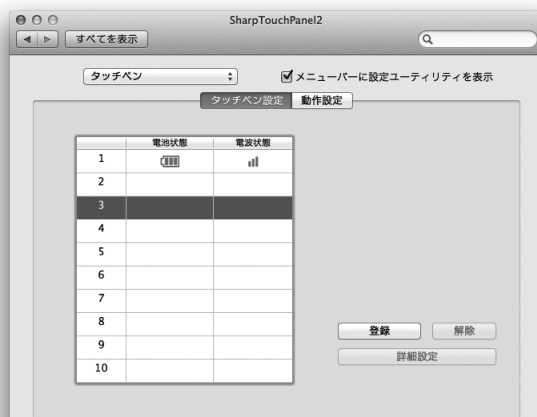 SharpTouchPanel2
すべてを表示
タッチペン
メニューバーに設定ユーティリティを表示
タッチペン設定 動作設定
電池状態 電波状態
1
2
3
4
5
6
7
8
9
10
登録 解除
詳細設定